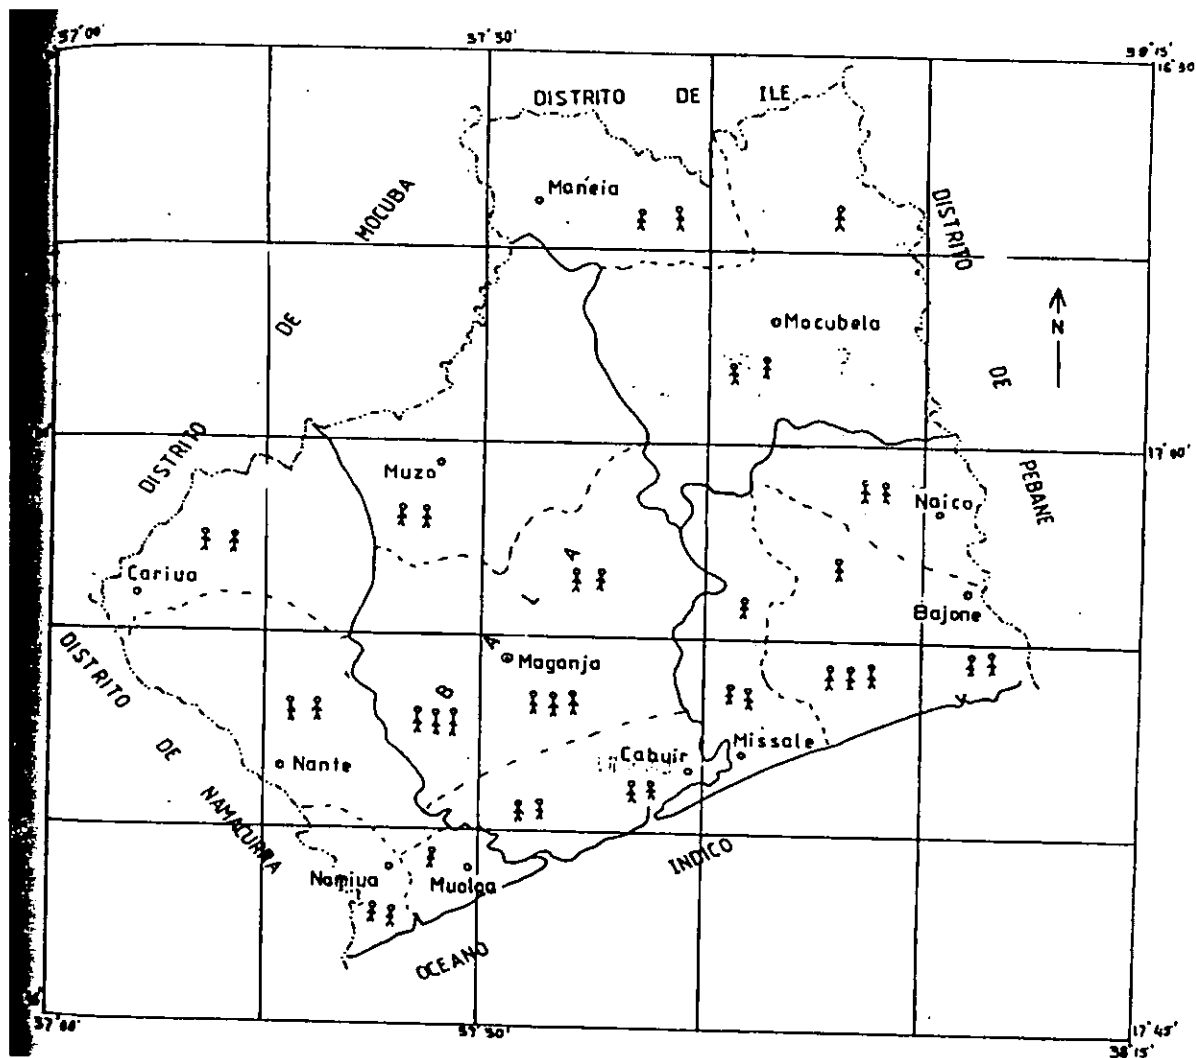 37°00'
37°30'
38°15'
16°30
DISTRITO DE ILE
Maneia
MOCUBA
DISTRITO
DE
N
Mocubela
DE
DISTRITO
17°00'
Muzo
PEBANE
Naico
A
Cariua
Bajone
DISTRITO
A
Maganja
B
DE
Cabuir
Missale
Nante
NAMACURRA
INDICO
Namiua
Mualga
OCEANO
37°00'
37°30'
17°45'
38°15'